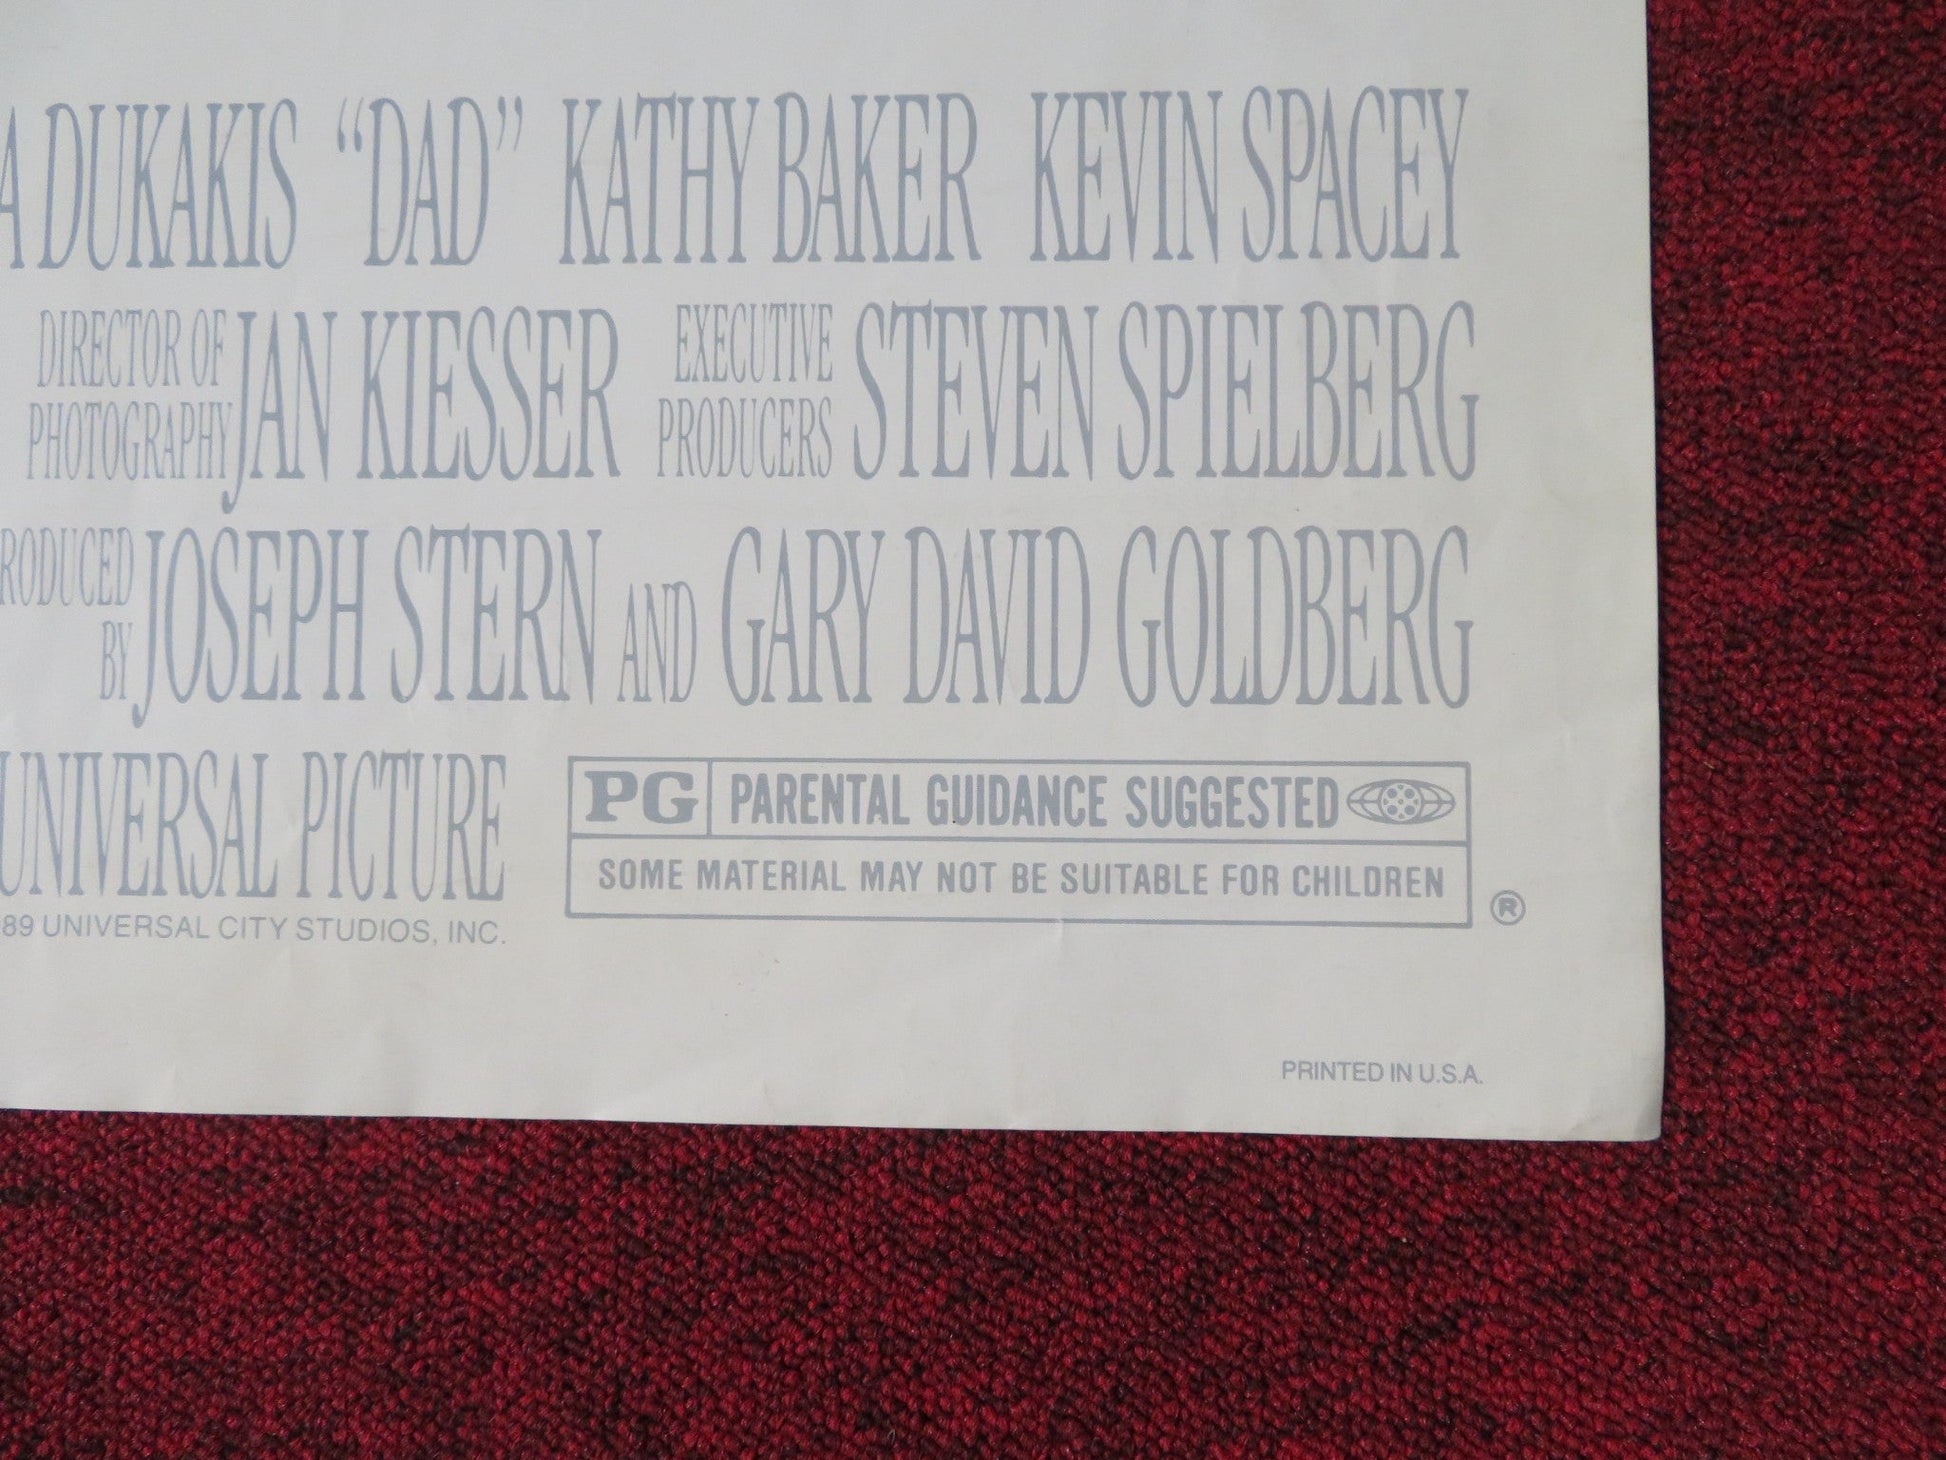 A DUKAKIS “DAD” KATHY BAKER KEVIN SPACEY
DIRECTOR OF PHOTOGRAPHY JAN KIESSER EXECUTIVE PRODUCERS STEVEN SPIELBERG
RODUCED BY JOSEPH STERN AND GARY DAVID GOLDBERG
UNIVERSAL PICTURE
89 UNIVERSAL CITY STUDIOS, INC.
PG PARENTAL GUIDANCE SUGGESTED
SOME MATERIAL MAY NOT BE SUITABLE FOR CHILDREN
®
PRINTED IN U.S.A.